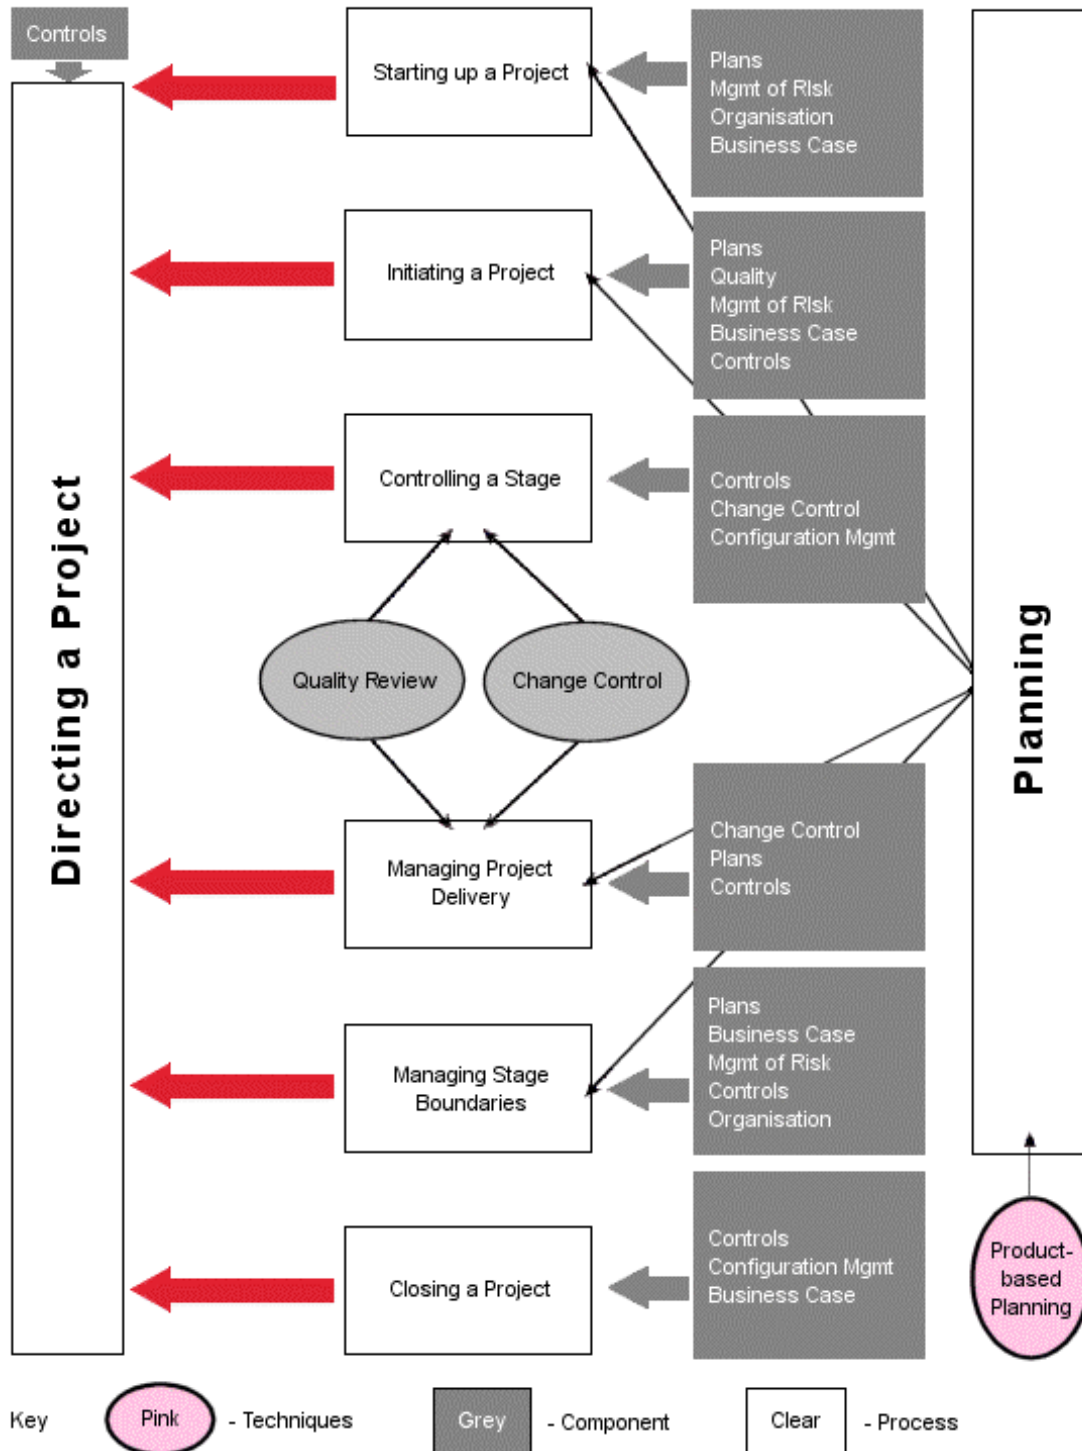 Controls
Directing a Project
Starting up a Project
Plans
Mgmt of RIsk
Organisation
Business Case
Initiating a Project
Plans
Quality
Mgmt of RIsk
Business Case
Controls
Controlling a Stage
Controls
Change Control
Configuration Mgmt
Quality Review
Change Control
Planning
Managing Project
Delivery
Change Control
Plans
Controls
Managing Stage
Boundaries
Plans
Business Case
Mgmt of Risk
Controls
Organisation
Closing a Project
Controls
Configuration Mgmt
Business Case
Product-
based
Planning
Key
Pink
- Techniques
Grey
- Component
Clear
- Process